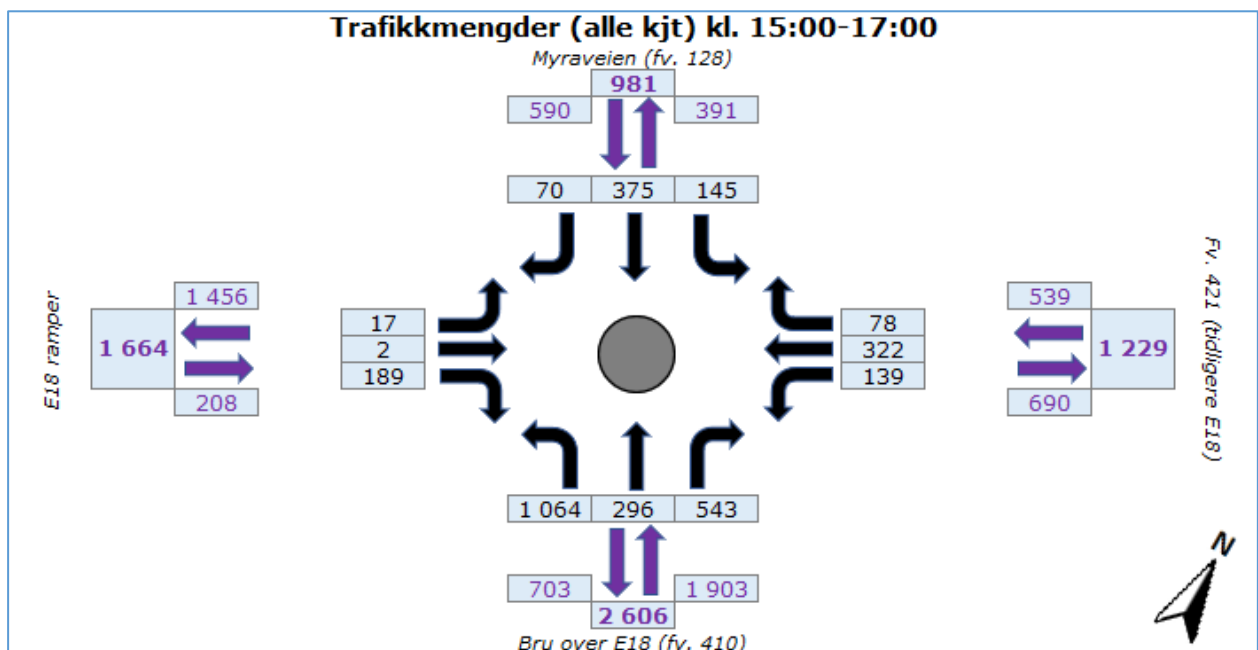 Trafikkmengder (alle kjt) kl. 15:00-17:00
Myraveien (fv. 128)
981
590 391
70 375 145
E18 ramper
1 456
1 664
208
17
2
189
78
322
139
539
1 229
690
Fv. 421 (tidligere E18)
1 064 296 543
703 1 903
2 606
Bru over E18 (fv. 410)
N